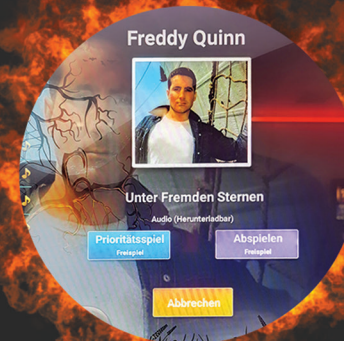 Freddy Quinn
Unter Fremden Sternen
Audio (Herunterladbar)
Prioritätsspiel
Freispiel
Abspielen
Freispiel
Abbrechen